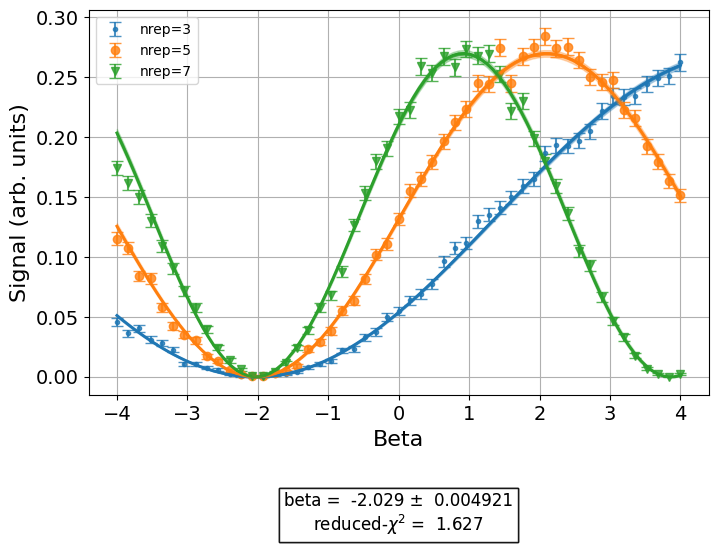 nrep=3
nrep=5
nrep=7
0.30
0.25
0.20
0.15
0.10
0.05
0.00
Signal (arb. units)
−4 −3 −2 −1 0 1 2 3 4
Beta
beta =  -2.029 ±  0.004921
reduced-χ² =  1.627